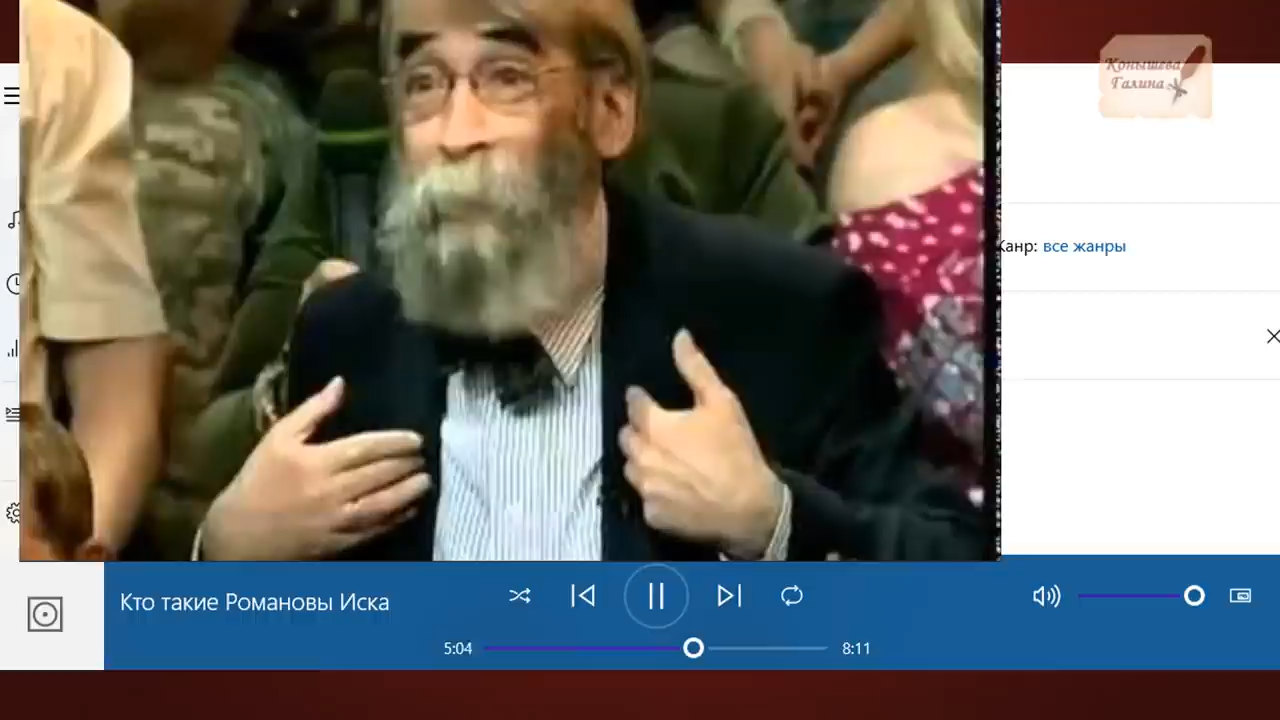 Конышева
Галина
Жанр: все жанры
Кто такие Романовы Иска
5:04
8:11